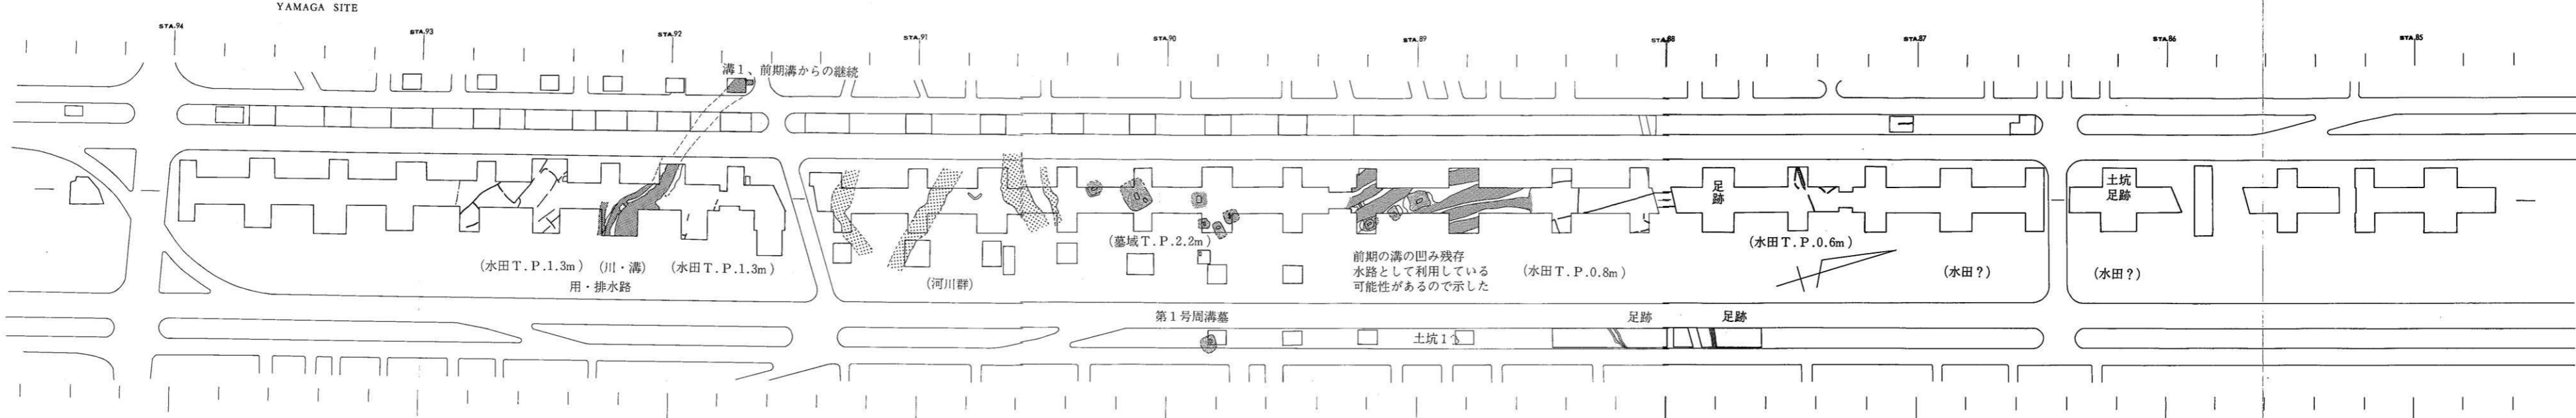 YAMAGA SITE
STA.94
STA.93
STA.92
STA.91
STA.90
STA.89
STA.88
STA.87
STA.86
STA.85
溝1、前期溝からの継続
足跡
土坑
足跡
(水田T.P.1.3m)
(川・溝)
(水田T.P.1.3m)
用・排水路
(河川群)
(墓域T.P.2.2m)
前期の溝の凹み残存
水路として利用している
可能性があるので示した
(水田T.P.0.8m)
(水田T.P.0.6m)
(水田?)
(水田?)
第1号周溝墓
土坑1
足跡
足跡